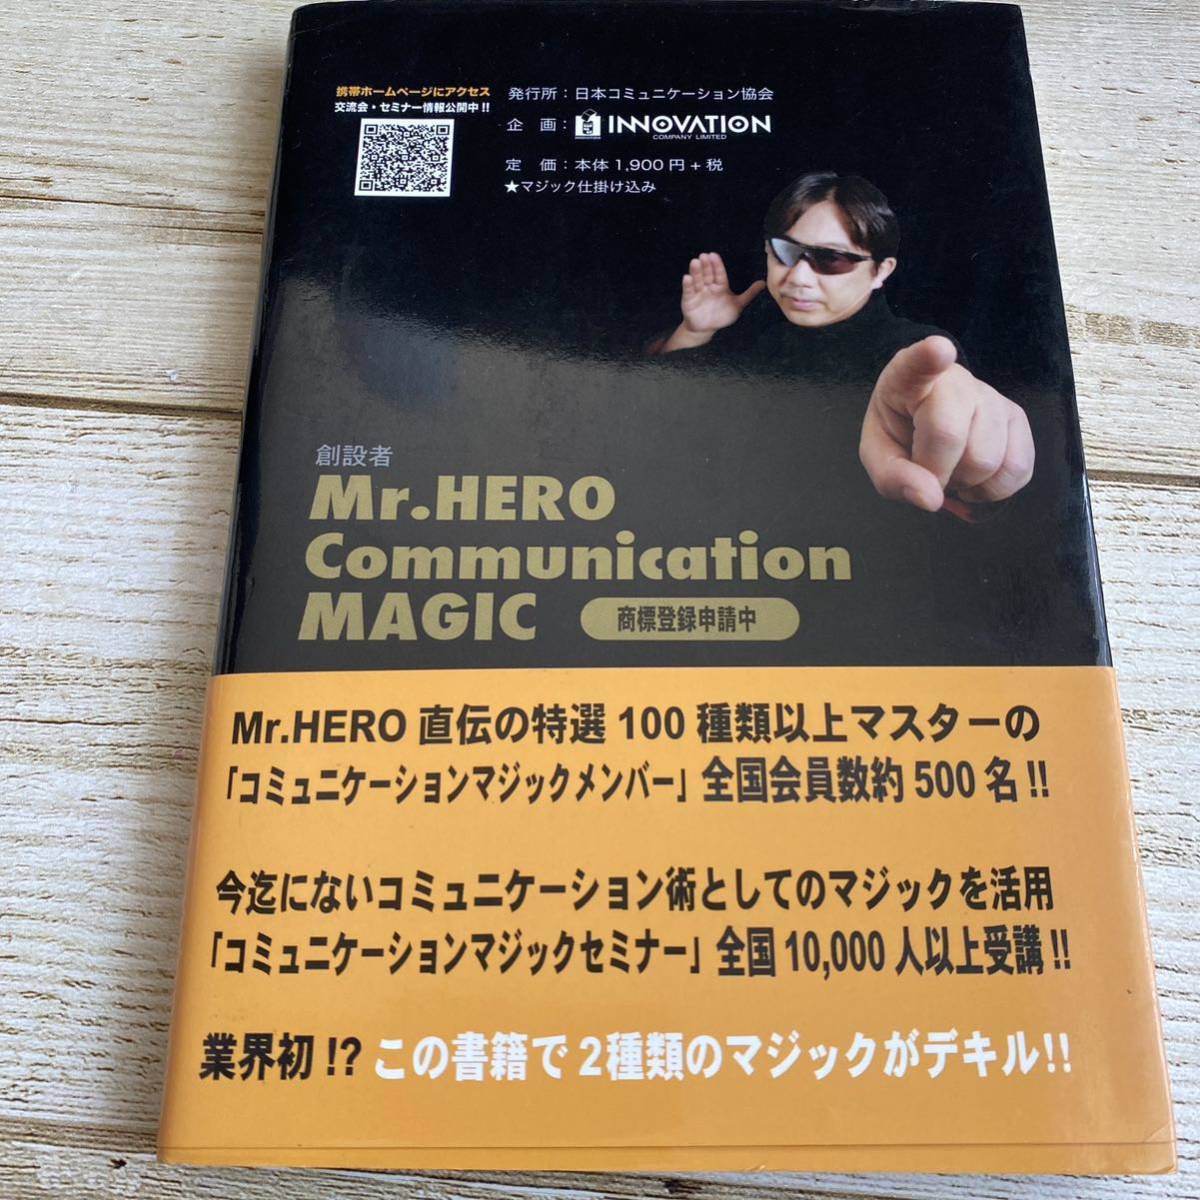 携帯ホームページにアクセス
交流会・セミナー情報公開中!!
発行所：日本コミュニケーション協会
企　画： INNOVATION
COMPANY LIMITED
定　価：本体1,900円+税
★マジック仕掛け込み
創設者
Mr.HERO
Communication
MAGIC 商標登録申請中
Mr.HERO 直伝の特選 100 種類以上マスターの
「コミュニケーションマジックメンバー」全国会員数約 500 名!!
今迄にないコミュニケーション術としてのマジックを活用
「コミュニケーションマジックセミナー」全国 10,000 人以上受講!!
業界初!? この書籍で2種類のマジックがデキル!!